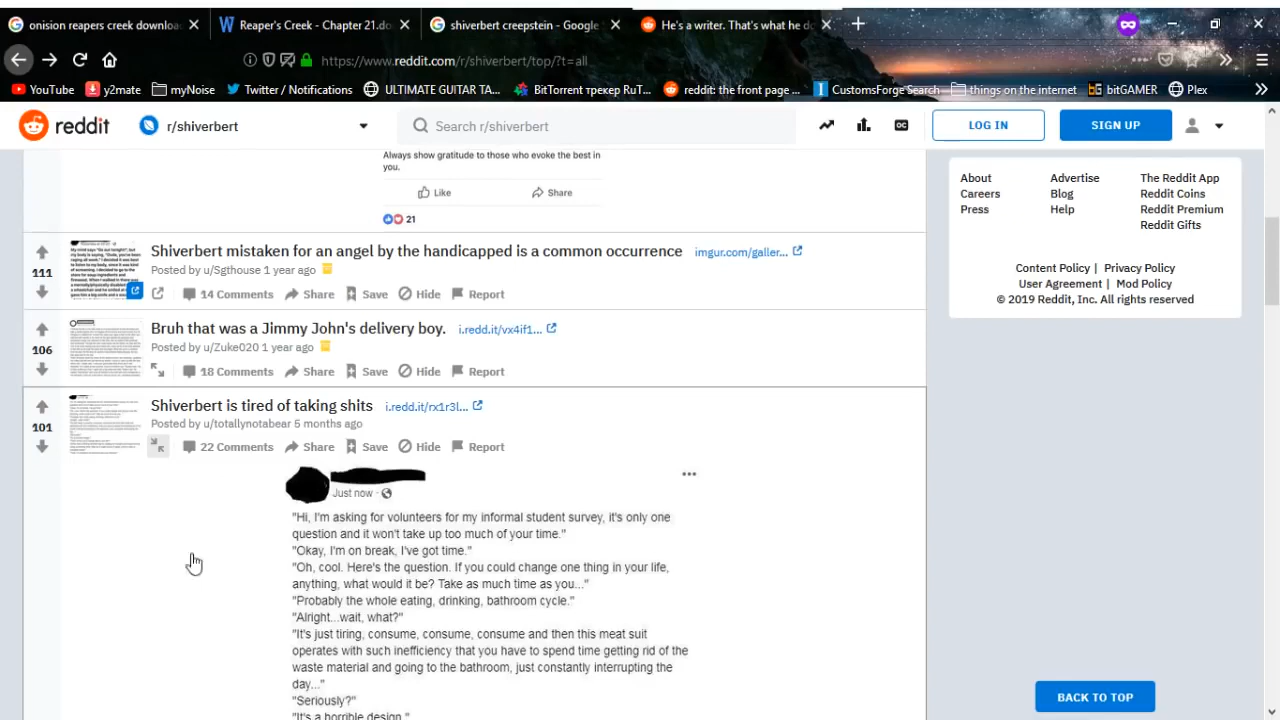 onision reapers creek downloa
Reaper's Creek - Chapter 21.do
shiverbert creepstein - Google
He's a writer. That's what he do
https://www.reddit.com/r/shiverbert/top/?t=all
YouTube
y2mate
myNoise
Twitter / Notifications
ULTIMATE GUITAR TA...
BitTorrent трекер RuT...
reddit: the front page ...
CustomsForge Search
things on the internet
bitGAMER
Plex
reddit
r/shiverbert
Search r/shiverbert
LOG IN
SIGN UP
Always show gratitude to those who evoke the best in
you.
Like
Share
21
111
Shiverbert mistaken for an angel by the handicapped is a common occurrence
imgur.com/galler...
Posted by u/Sgthouse 1 year ago
14 Comments
Share
Save
Hide
Report
106
Bruh that was a Jimmy John's delivery boy.
i.redd.it/vx4if1...
Posted by u/Zuke020 1 year ago
18 Comments
Share
Save
Hide
Report
101
Shiverbert is tired of taking shits
i.redd.it/rx1r3l...
Posted by u/totallynotabear 5 months ago
22 Comments
Share
Save
Hide
Report
Just now
"Hi, I'm asking for volunteers for my informal student survey, it's only one
question and it won't take up too much of your time."
"Okay, I'm on break, I've got time."
"Oh, cool. Here's the question. If you could change one thing in your life,
anything, what would it be? Take as much time as you..."
"Probably the whole eating, drinking, bathroom cycle."
"Alright...wait, what?"
"It's just tiring, consume, consume, consume and then this meat suit
operates with such inefficiency that you have to spend time getting rid of the
waste material and going to the bathroom, just constantly interrupting the
day..."
"Seriously?"
"It's a horrible design."
About
Advertise
The Reddit App
Careers
Blog
Reddit Coins
Press
Help
Reddit Premium
Reddit Gifts
Content Policy | Privacy Policy
User Agreement | Mod Policy
© 2019 Reddit, Inc. All rights reserved
BACK TO TOP